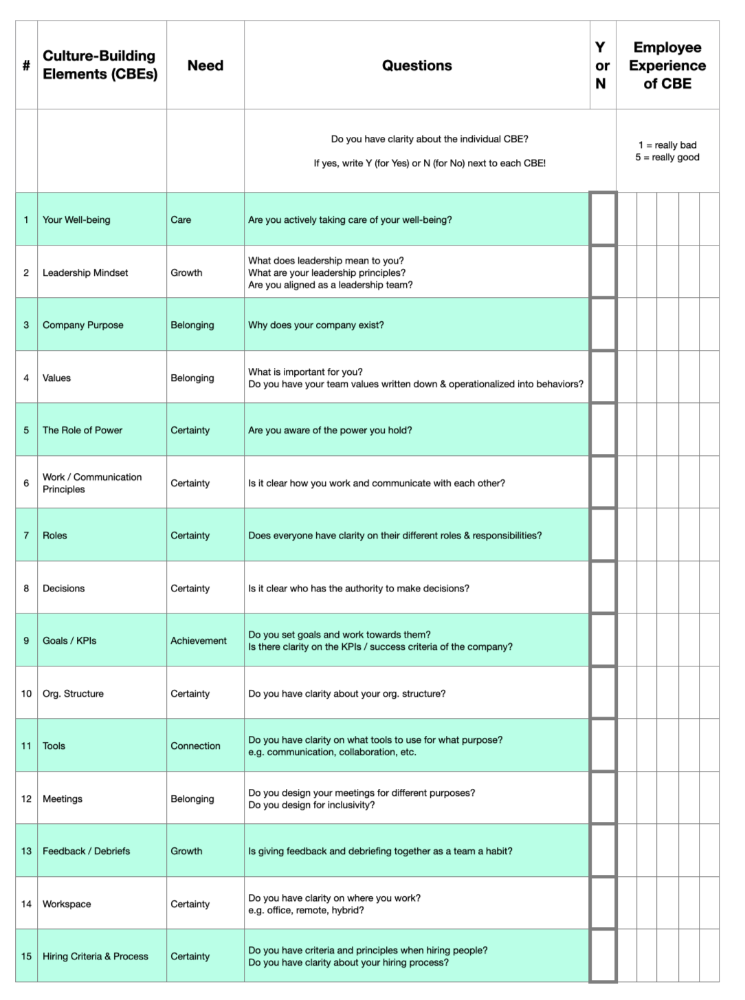 #
Culture-Building
Elements (CBEs)
Need
Questions
Y
or
N
Employee
Experience
of CBE
Do you have clarity about the individual CBE?
If yes, write Y (for Yes) or N (for No) next to each CBE!
1 = really bad
5 = really good
1 Your Well-being Care Are you actively taking care of your well-being?
2 Leadership Mindset Growth
What does leadership mean to you?
What are your leadership principles?
Are you aligned as a leadership team?
3 Company Purpose Belonging Why does your company exist?
4 Values Belonging
What is important for you?
Do you have your team values written down & operationalized into behaviors?
5 The Role of Power Certainty Are you aware of the power you hold?
6
Work / Communication
Principles
Certainty Is it clear how you work and communicate with each other?
7 Roles Certainty Does everyone have clarity on their different roles & responsibilities?
8 Decisions Certainty Is it clear who has the authority to make decisions?
9 Goals / KPIs Achievement
Do you set goals and work towards them?
Is there clarity on the KPIs / success criteria of the company?
10 Org. Structure Certainty Do you have clarity about your org. structure?
11 Tools Connection
Do you have clarity on what tools to use for what purpose?
e.g. communication, collaboration, etc.
12 Meetings Belonging
Do you design your meetings for different purposes?
Do you design for inclusivity?
13 Feedback / Debriefs Growth Is giving feedback and debriefing together as a team a habit?
14 Workspace Certainty
Do you have clarity on where you work?
e.g. office, remote, hybrid?
15 Hiring Criteria & Process Certainty
Do you have criteria and principles when hiring people?
Do you have clarity about your hiring process?